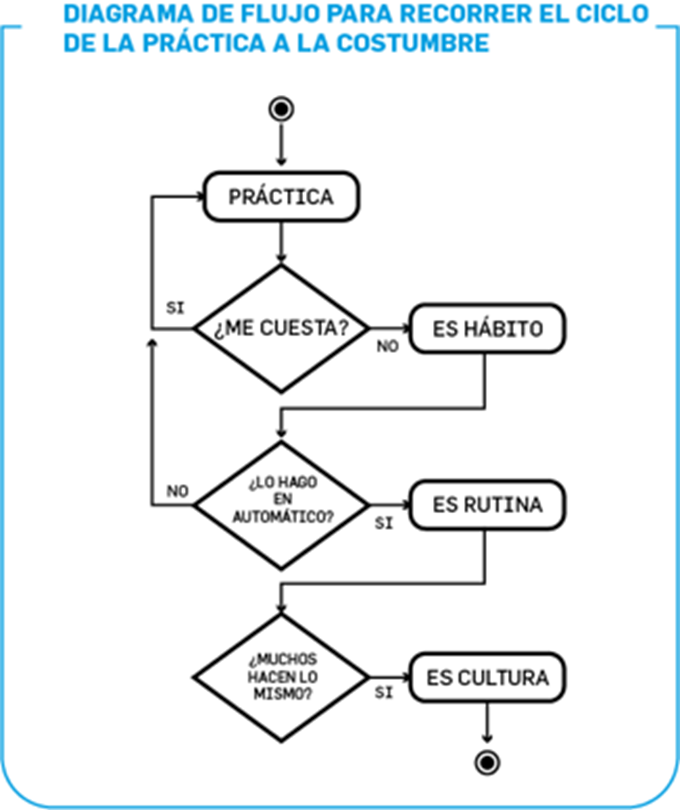 DIAGRAMA DE FLUJO PARA RECORRER EL CICLO
DE LA PRÁCTICA A LA COSTUMBRE
PRÁCTICA
SI
¿ME CUESTA?
NO
ES HÁBITO
NO
¿LO HAGO
EN
AUTOMÁTICO?
SI
ES RUTINA
¿MUCHOS
HACEN LO
MISMO?
SI
ES CULTURA